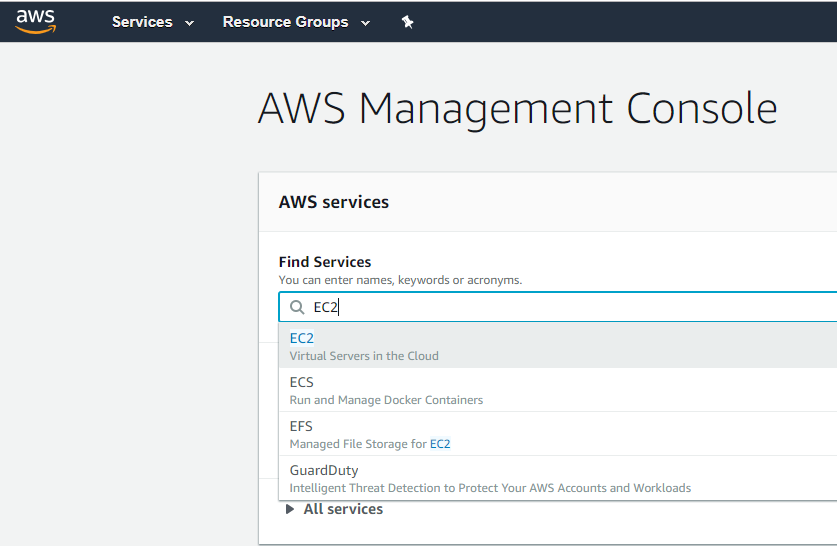 aws
Services Resource Groups
AWS Management Console
AWS services
Find Services
You can enter names, keywords or acronyms.
EC2
EC2
Virtual Servers in the Cloud
ECS
Run and Manage Docker Containers
EFS
Managed File Storage for EC2
GuardDuty
Intelligent Threat Detection to Protect Your AWS Accounts and Workloads
All services